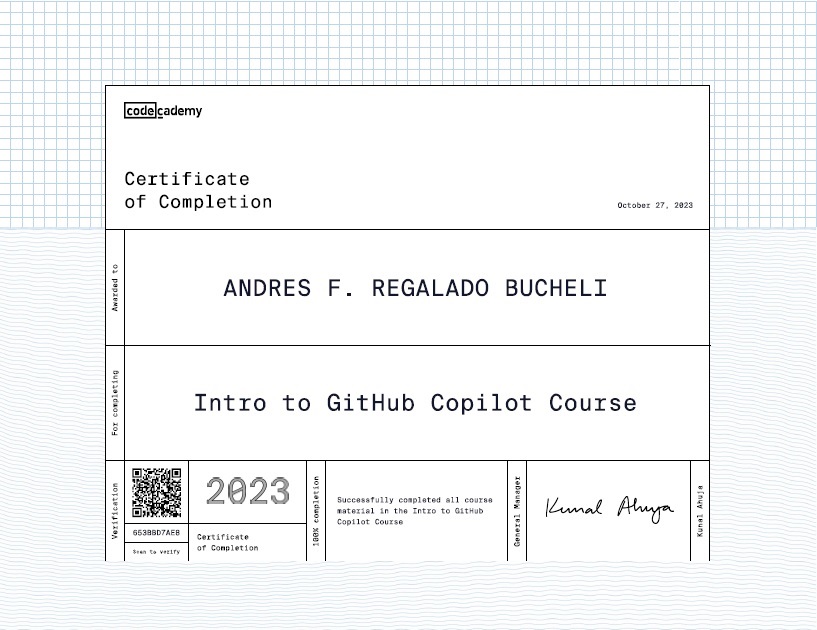 codecademy
Certificate
of Completion
October 27, 2023
Awarded to
ANDRES F. REGALADO BUCHELI
For completing
Intro to GitHub Copilot Course
Verification
653BBD7AE8
Scan to verify
2023
Certificate
of Completion
100% completion
Successfully completed all course
material in the Intro to GitHub
Copilot Course
General Manager
Kunal Ahuja
Kunal Ahuja